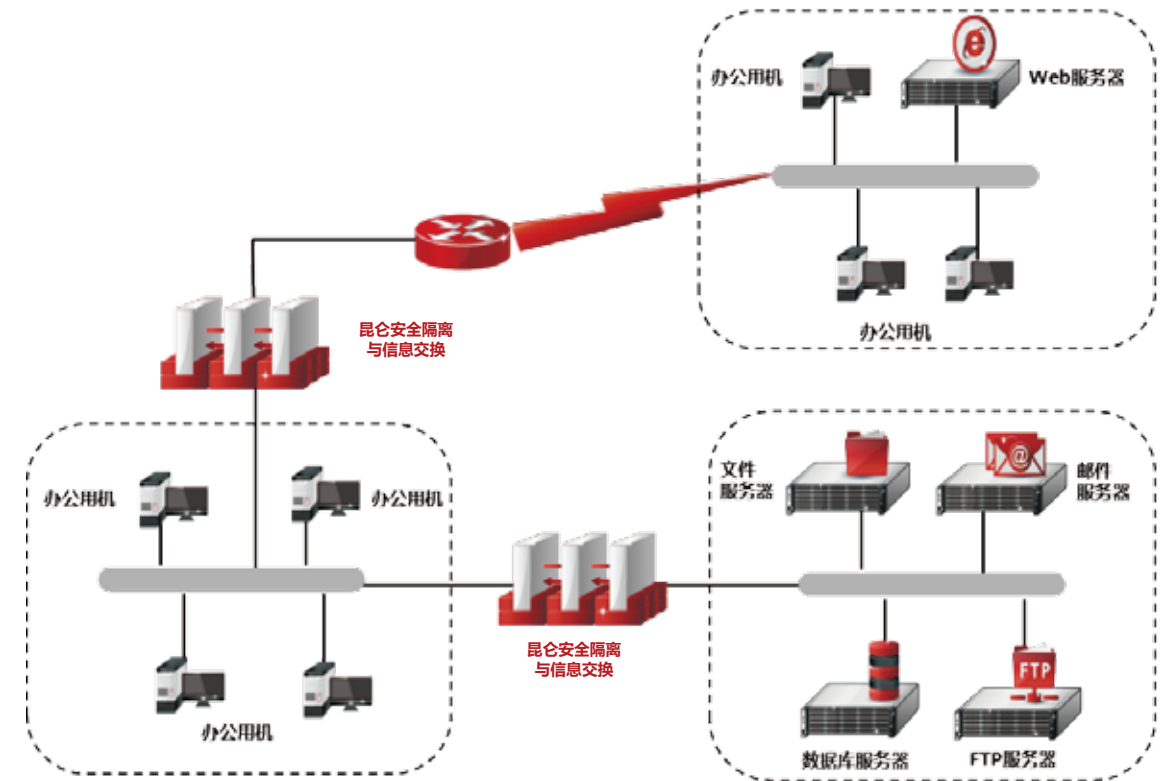 办公用机
Web服务器
办公用机
昆仑安全隔离
与信息交换
办公用机
办公用机
办公用机
昆仑安全隔离
与信息交换
文件
服务器
@
邮件
服务器
数据库服务器
FTP
FTP服务器